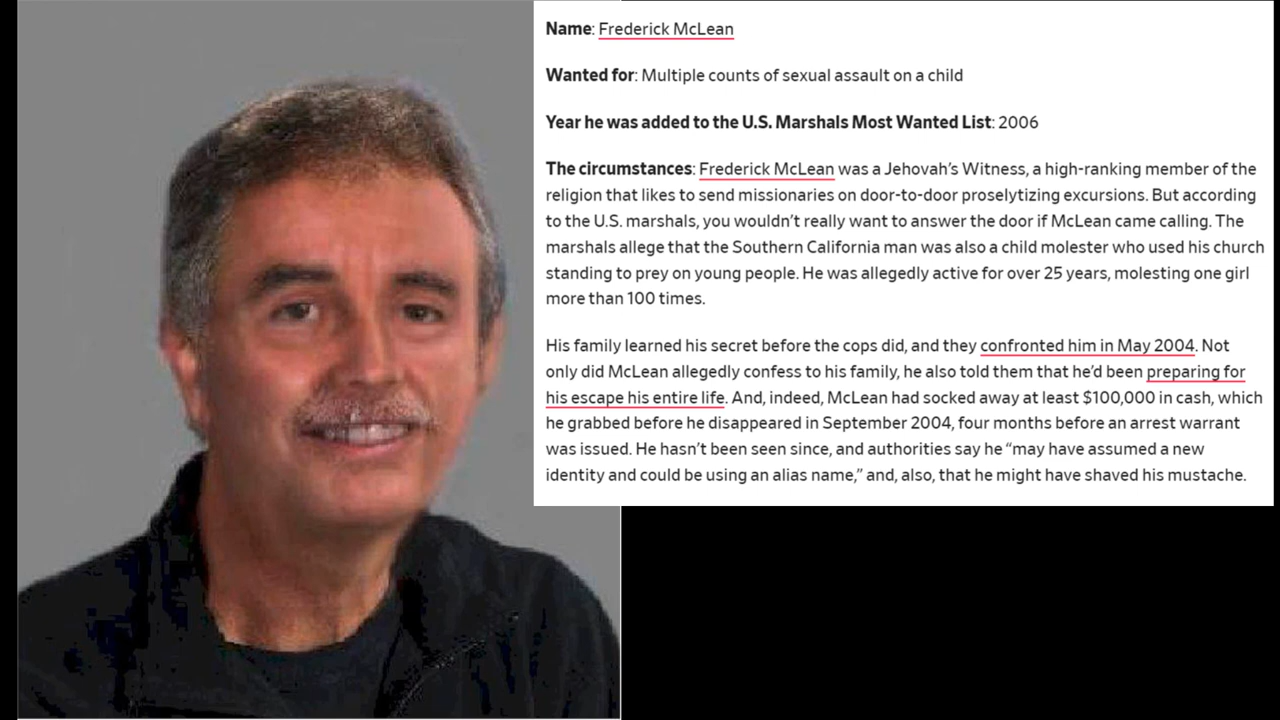 Name: Frederick McLean
Wanted for: Multiple counts of sexual assault on a child
Year he was added to the U.S. Marshals Most Wanted List: 2006
The circumstances: Frederick McLean was a Jehovah’s Witness, a high-ranking member of the
religion that likes to send missionaries on door-to-door proselytizing excursions. But according
to the U.S. marshals, you wouldn’t really want to answer the door if McLean came calling. The
marshals allege that the Southern California man was also a child molester who used his church
standing to prey on young people. He was allegedly active for over 25 years, molesting one girl
more than 100 times.
His family learned his secret before the cops did, and they confronted him in May 2004. Not
only did McLean allegedly confess to his family, he also told them that he’d been preparing for
his escape his entire life. And, indeed, McLean had socked away at least $100,000 in cash, which
he grabbed before he disappeared in September 2004, four months before an arrest warrant
was issued. He hasn’t been seen since, and authorities say he “may have assumed a new
identity and could be using an alias name,” and, also, that he might have shaved his mustache.